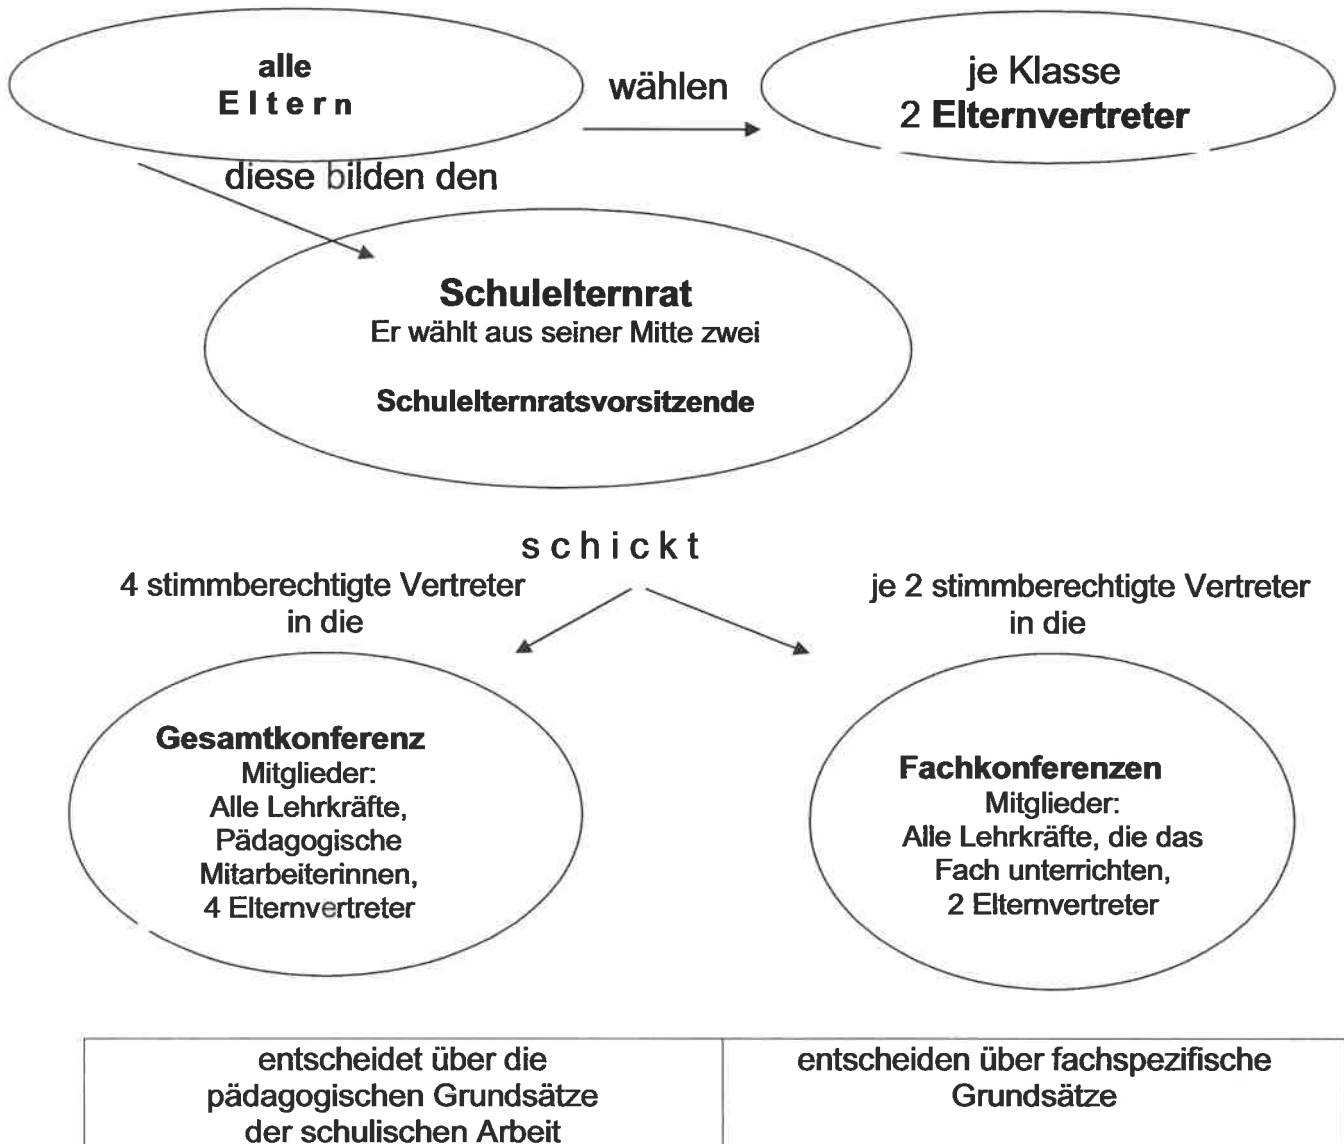 alle
Eltern
wählen
je Klasse
2 Elternvertreter
diese bilden den
Schulelternrat
Er wählt aus seiner Mitte zwei
Schulelternratsvorsitzende
schickt
4 stimmberechtigte Vertreter
in die
je 2 stimmberechtigte Vertreter
in die
Gesamtkonferenz
Mitglieder:
Alle Lehrkräfte,
Pädagogische
Mitarbeiterinnen,
4 Elternvertreter
Fachkonferenzen
Mitglieder:
Alle Lehrkräfte, die das
Fach unterrichten,
2 Elternvertreter
entscheidet über die
pädagogischen Grundsätze
der schulischen Arbeit
entscheiden über fachspezifische
Grundsätze